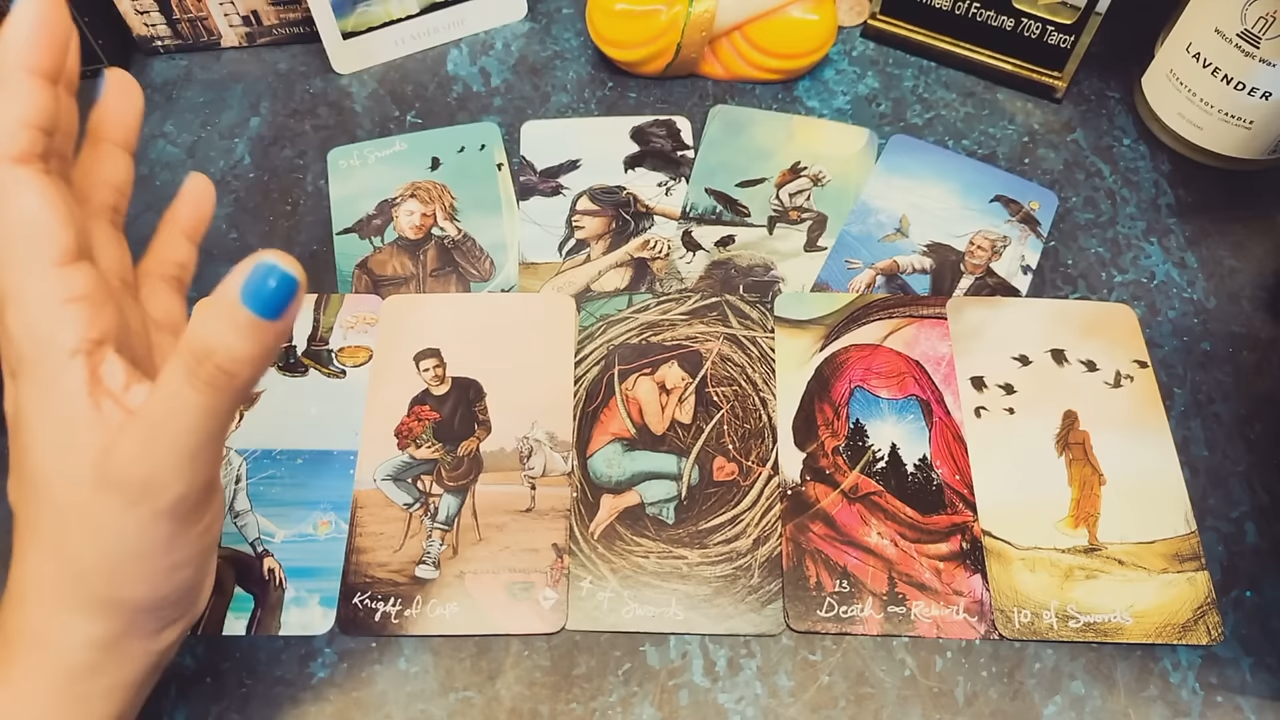 LEADERSHIP
Wheel of Fortune 709 Tarot
Witch Magic Wax
LAVENDER
SCENTED SOY CANDLE
5 of Swords
Knight of Cups
4 of Swords
13.
Death ∞ Rebirth
10 of Swords